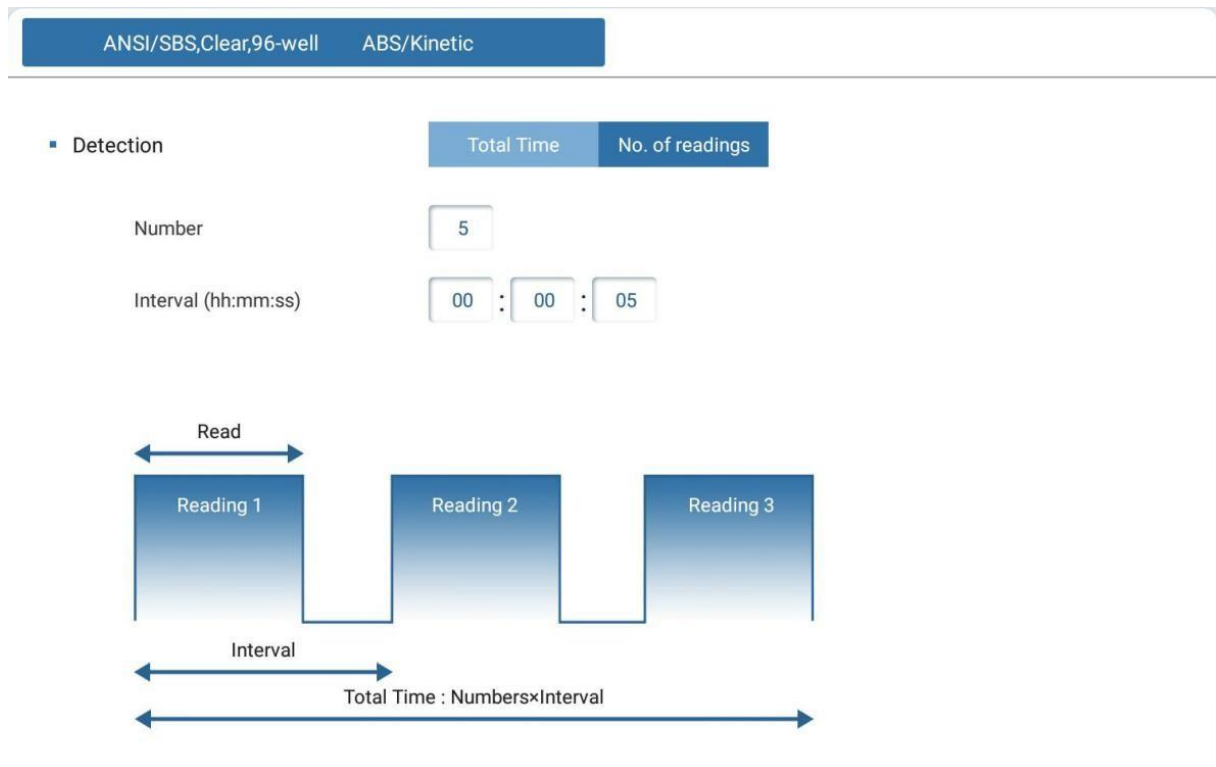 ANSI/SBS,Clear,96-well ABS/Kinetic
Detection Total Time No. of readings
Number 5
Interval (hh:mm:ss) 00 : 00 : 05
Read
Reading 1 Reading 2 Reading 3
Interval
Total Time : Numbers×Interval